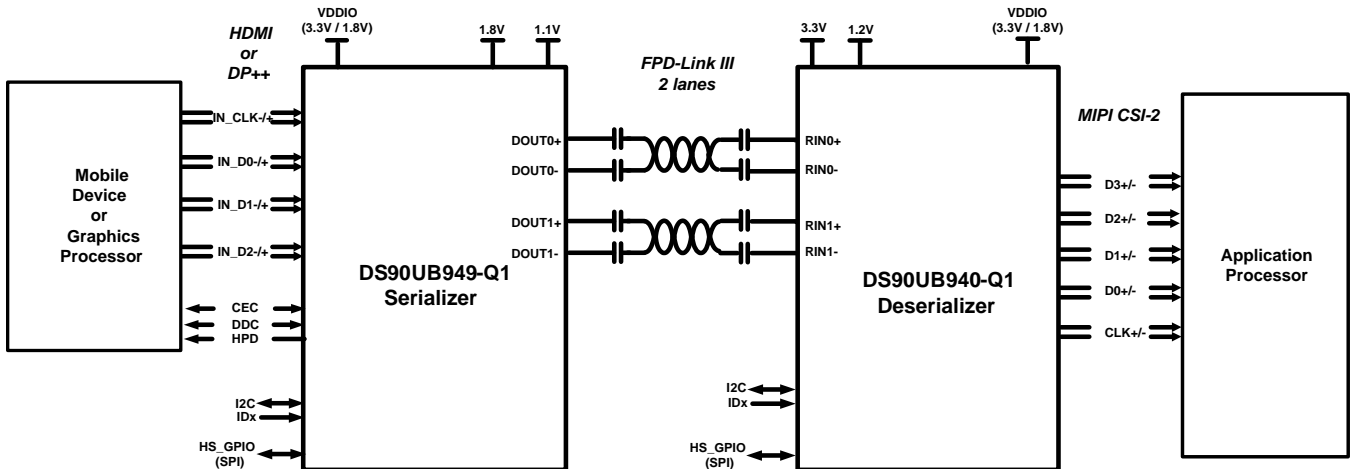 VDDIO
(3.3V / 1.8V)
1.8V
1.1V
3.3V
1.2V
VDDIO
(3.3V / 1.8V)
HDMI
or
DP++
FPD-Link III
2 lanes
MIPI CSI-2
Mobile
Device
or
Graphics
Processor
IN_CLK-/+
IN_D0-/+
IN_D1-/+
IN_D2-/+
CEC
DDC
HPD
I2C
IDx
HS_GPIO
(SPI)
DS90UB949-Q1
Serializer
DOUT0+
DOUT0-
DOUT1+
DOUT1-
RIN0+
RIN0-
RIN1+
RIN1-
DS90UB940-Q1
Deserializer
I2C
IDx
HS_GPIO
(SPI)
D3+/-
D2+/-
D1+/-
D0+/-
CLK+/-
Application
Processor